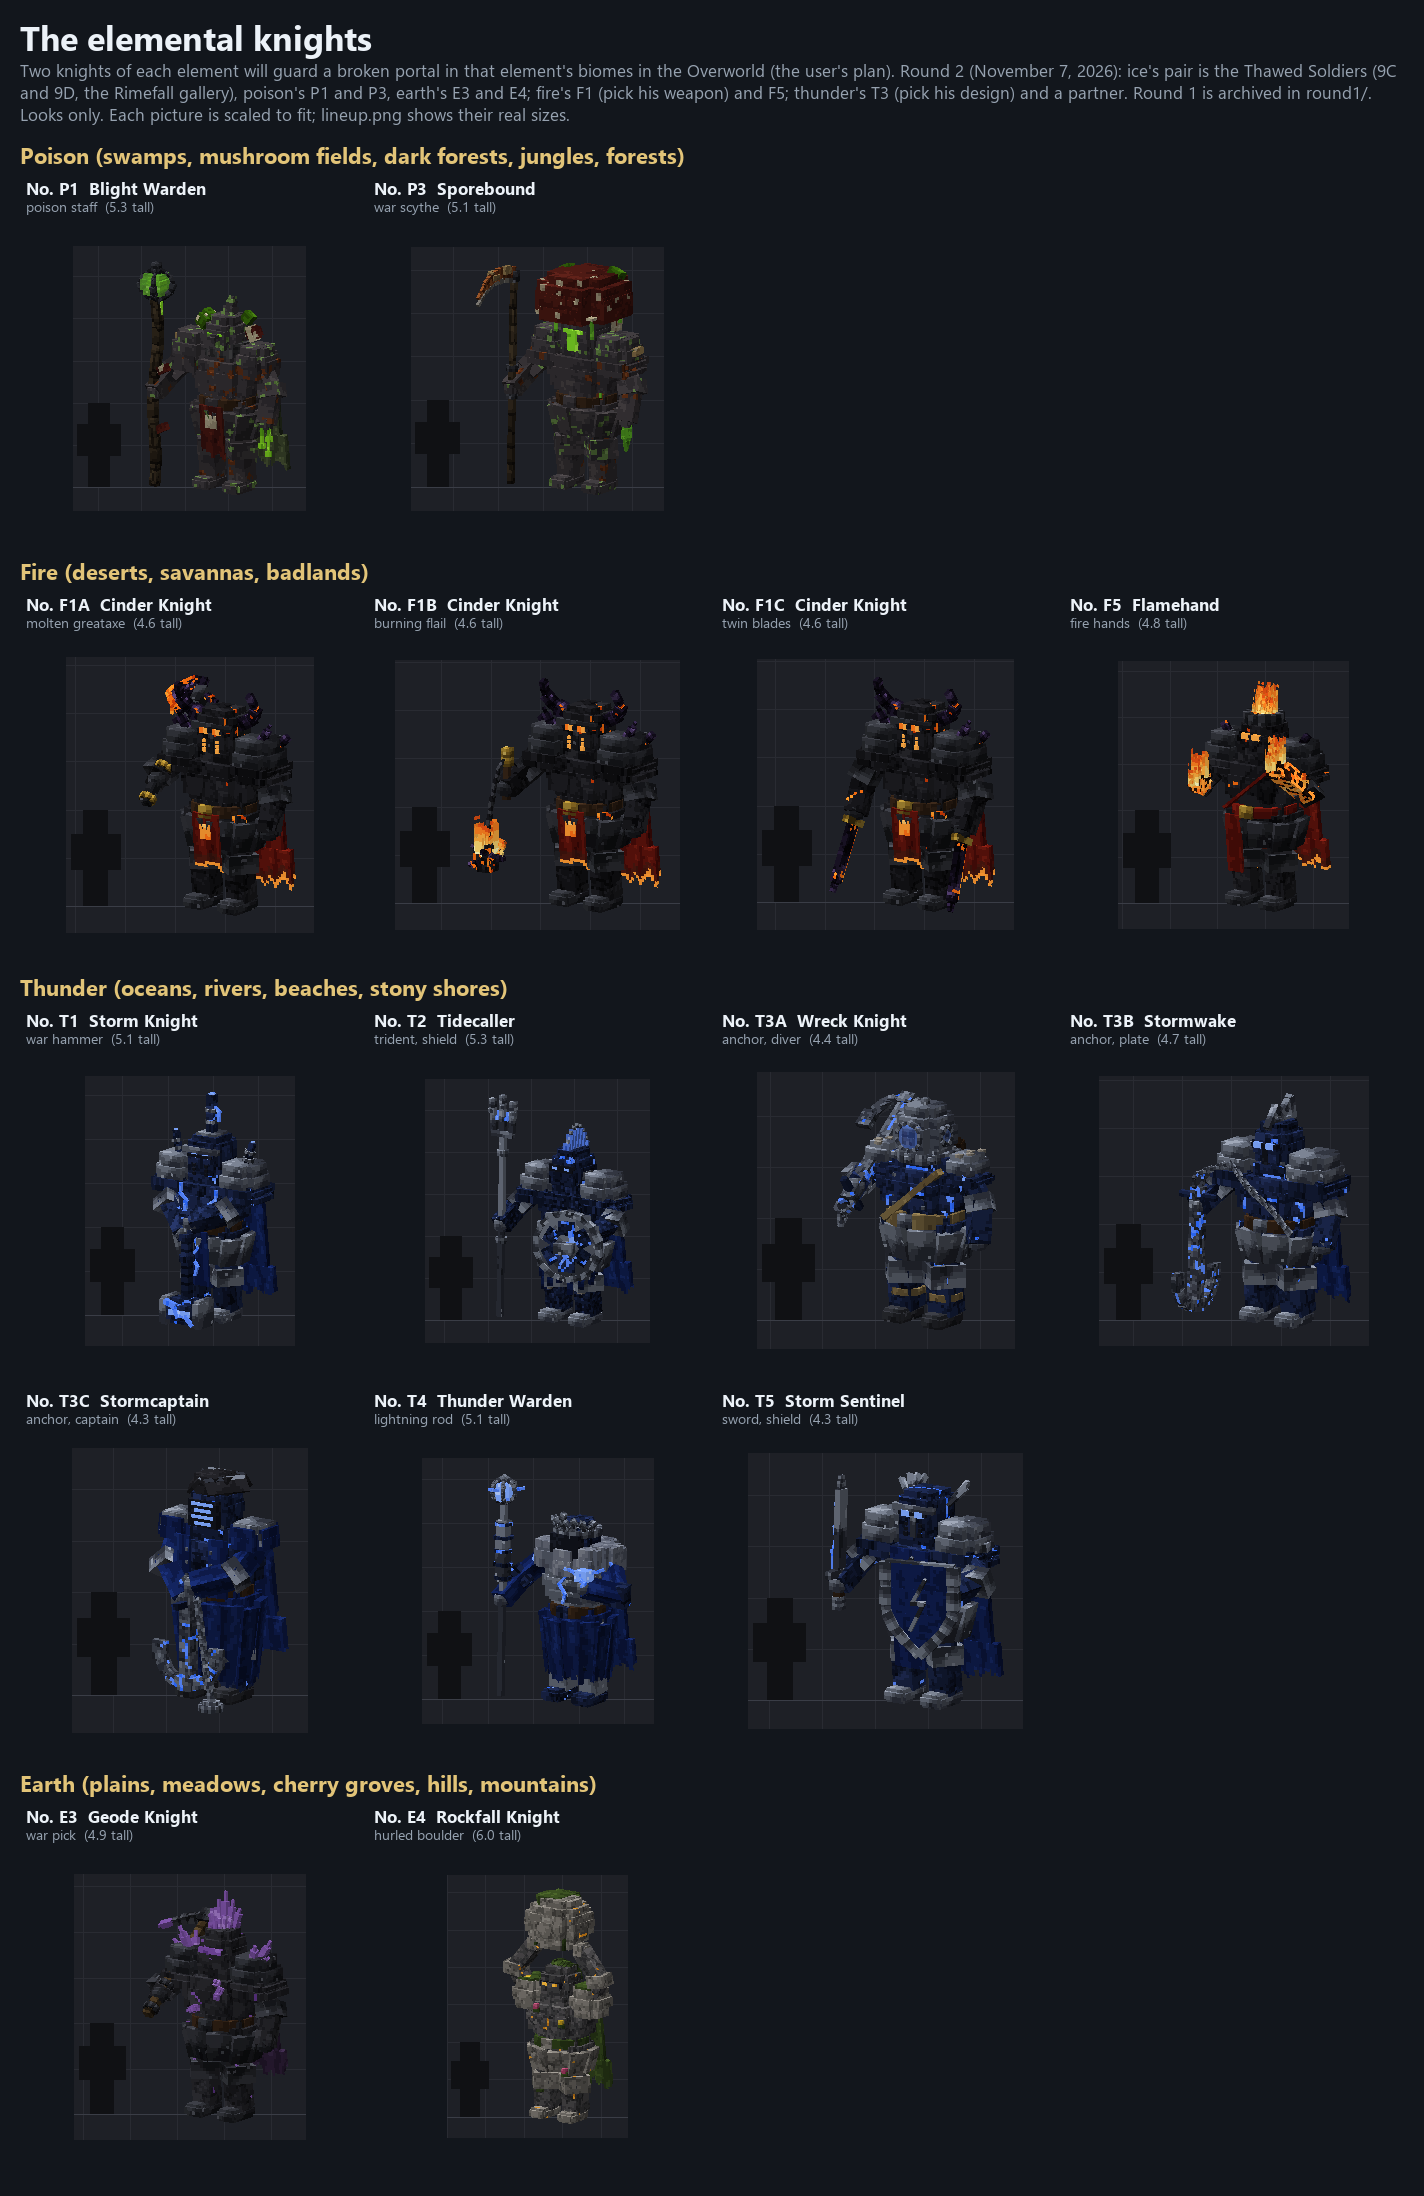 The elemental knights
Two knights of each element will guard a broken portal in that element's biomes in the Overworld (the user's plan). Round 2 (November 7, 2026): ice's pair is the Thawed Soldiers (9C
and 9D, the Rimefall gallery), poison's P1 and P3, earth's E3 and E4; fire's F1 (pick his weapon) and F5; thunder's T3 (pick his design) and a partner. Round 1 is archived in round1/.
Looks only. Each picture is scaled to fit; lineup.png shows their real sizes.
Poison (swamps, mushroom fields, dark forests, jungles, forests)
No. P1 Blight Warden
poison staff (5.3 tall)
No. P3 Sporebound
war scythe (5.1 tall)
Fire (deserts, savannas, badlands)
No. F1A Cinder Knight
molten greataxe (4.6 tall)
No. F1B Cinder Knight
burning flail (4.6 tall)
No. F1C Cinder Knight
twin blades (4.6 tall)
No. F5 Flamehand
fire hands (4.8 tall)
Thunder (oceans, rivers, beaches, stony shores)
No. T1 Storm Knight
war hammer (5.1 tall)
No. T2 Tidecaller
trident, shield (5.3 tall)
No. T3A Wreck Knight
anchor, diver (4.4 tall)
No. T3B Stormwake
anchor, plate (4.7 tall)
No. T3C Stormcaptain
anchor, captain (4.3 tall)
No. T4 Thunder Warden
lightning rod (5.1 tall)
No. T5 Storm Sentinel
sword, shield (4.3 tall)
Earth (plains, meadows, cherry groves, hills, mountains)
No. E3 Geode Knight
war pick (4.9 tall)
No. E4 Rockfall Knight
hurled boulder (6.0 tall)